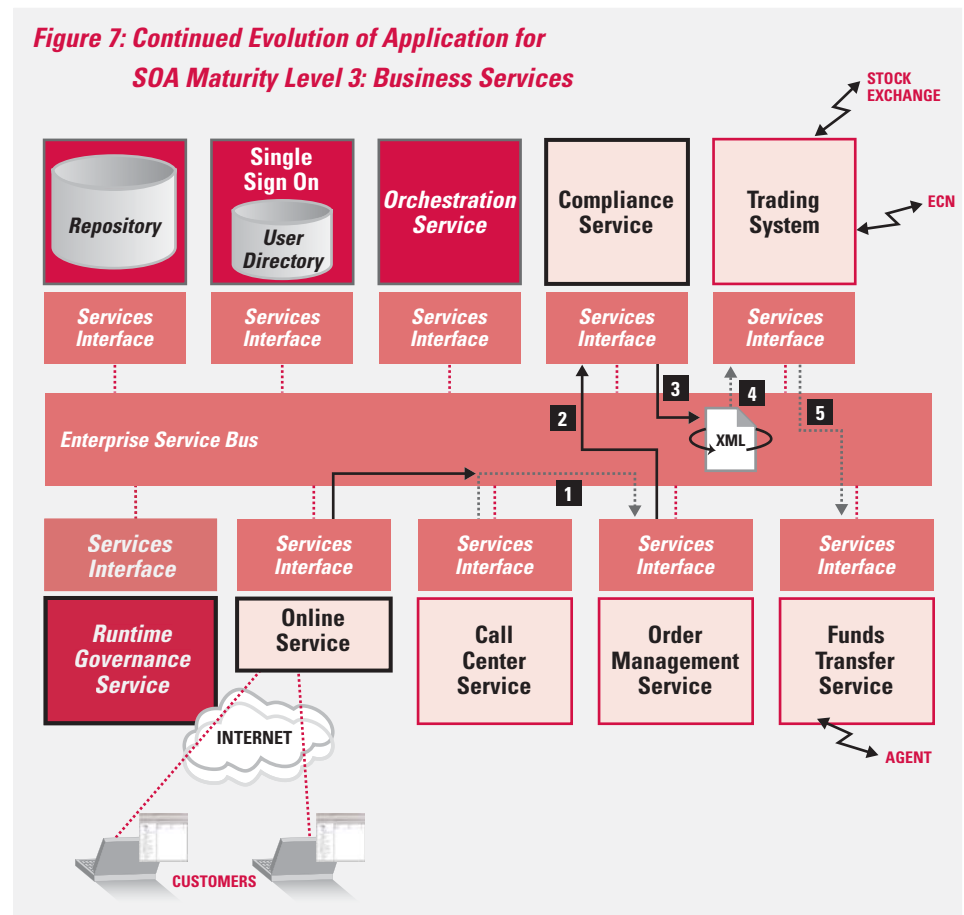 Figure 7: Continued Evolution of Application for
SOA Maturity Level 3: Business Services
STOCK
EXCHANGE
ECN
Repository
Single
Sign On
User
Directory
Orchestration
Service
Compliance
Service
Trading
System
Services
Interface
Services
Interface
Services
Interface
Services
Interface
Services
Interface
Enterprise Service Bus
2
3
XML
4
5
1
Services
Interface
Services
Interface
Services
Interface
Services
Interface
Services
Interface
Runtime
Governance
Service
Online
Service
Call
Center
Service
Order
Management
Service
Funds
Transfer
Service
INTERNET
AGENT
CUSTOMERS